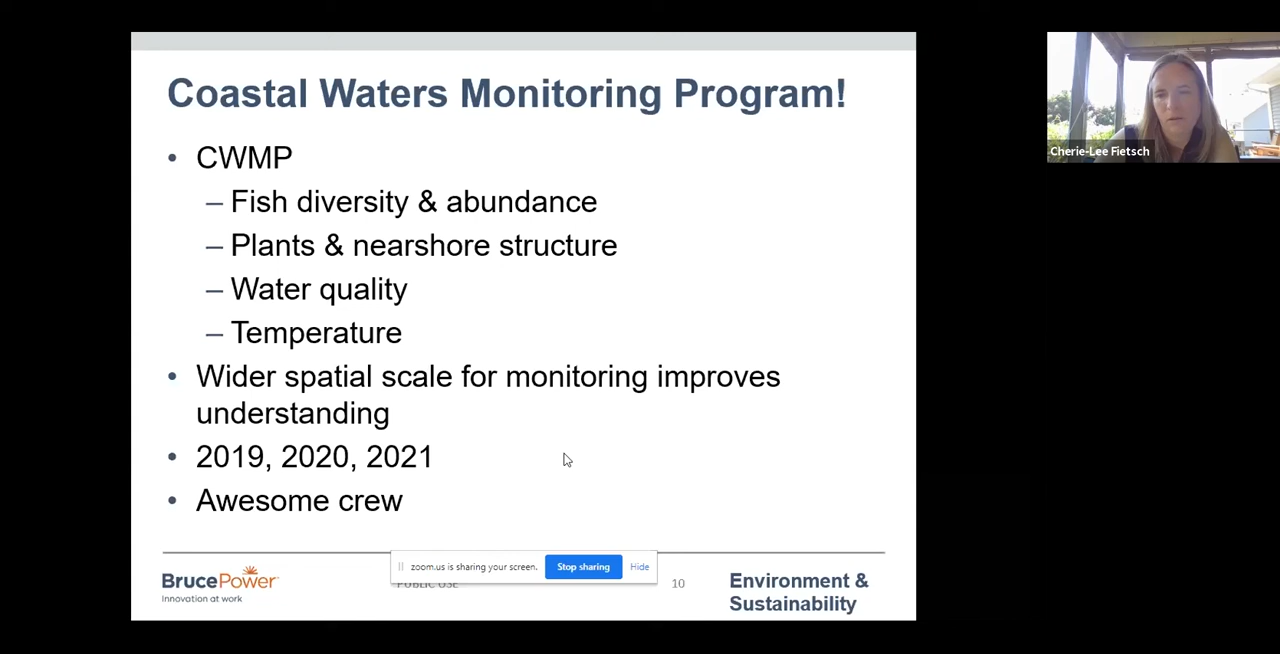 Coastal Waters Monitoring Program!
• CWMP
– Fish diversity & abundance
– Plants & nearshore structure
– Water quality
– Temperature
• Wider spatial scale for monitoring improves
understanding
• 2019, 2020, 2021
• Awesome crew
Cherie-Lee Fietsch
zoom.us is sharing your screen. Stop sharing Hide
BrucePower
Innovation at work
PUBLIC USE
10
Environment &
Sustainability